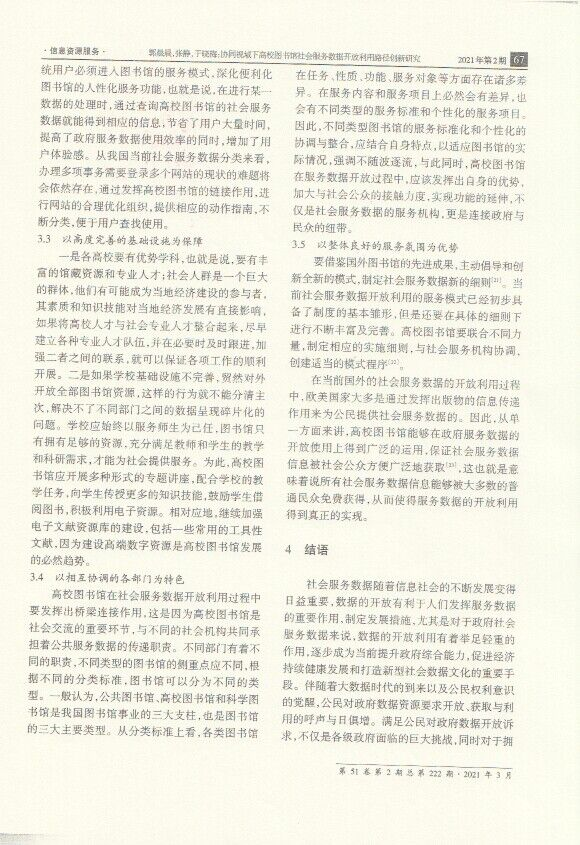 ·信息资源服务·
郭晨晨,张静,于晓梅:协同视域下高校图书馆社会服务数据开放利用路径创新研究
2021年第2期 67
统用户必须进入图书馆的服务模式,深化便利化
图书馆的人性化服务功能,也就是说,在进行某一
数据的处理时,通过查询高校图书馆的社会服务
数据就能得到相应的信息,节省了用户大量时间,
提高了政府服务数据使用效率的同时,增加了用
户体验感。从我国当前社会服务数据分类来看,
办理多项事务需要登录多个网站的现状的难题将
会依然存在,通过发挥高校图书馆的链接作用,进
行网站的合理优化组织,提供相应的动作指南,不
断分类,便于用户查找使用。
3.3 以高度完善的基础设施为保障
一是各高校要有优势学科,也就是说,要有丰
富的馆藏资源和专业人才;社会人群是一个巨大
的群体,他们有可能成为当地经济建设的参与者,
其素质和知识技能对当地经济发展有直接影响,
如果将高校人才与社会专业人才整合起来,尽早
建立各种专业人才队伍,并在必要时及时跟进,加
强二者之间的联系,就可以保证各项工作的顺利
开展。二是如果学校基础设施不完善,贸然对外
开放全部图书馆资源,这样的行为就不能分清主
次,解决不了不同部门之间的数据呈现碎片化的
问题。学校应始终以服务师生为己任,图书馆只
有拥有足够的资源,充分满足教师和学生的教学
和科研需求,才能为社会提供服务。为此,高校图
书馆应开展多种形式的专题讲座,配合学校的教
学任务,向学生传授更多的知识技能,鼓励学生借
阅图书,积极利用电子资源。相对应地,继续加强
电子文献资源库的建设,包括一些常用的工具性
文献,因为建设高端数字资源是高校图书馆发展
的必然趋势。
3.4 以相互协调的各部门为特色
高校图书馆在社会服务数据开放利用过程中
要发挥出桥梁连接作用,这是因为高校图书馆是
社会交流的重要环节,与不同的社会机构共同承
担着公共服务数据的传递职责。不同部门有着不
同的职责,不同类型的图书馆的侧重点应不同,根
据不同的分类标准,图书馆可以分为不同的类
型。一般认为,公共图书馆、高校图书馆和科学图
书馆是我国图书馆事业的三大支柱,也是图书馆
的三大主要类型。从分类标准上看,各类图书馆
在任务、性质、功能、服务对象等方面存在诸多差
异。在服务内容和服务项目上必然会有差异,也
会有不同类型的服务标准和个性化的服务项目。
因此,不同类型图书馆的服务标准化和个性化的
协调与整合,应结合自身特点,以适应图书馆的实
际情况,强调不随波逐流,与此同时,高校图书馆
在服务数据开放过程中,应该发挥出自身的优势,
加大与社会公众的接触力度,实现功能的延伸,不
仅是社会服务数据的服务机构,更是连接政府与
民众的纽带。
3.5 以整体良好的服务氛围为优势
要借鉴国外图书馆的先进成果,主动倡导和创
新全新的模式,制定社会服务数据新的细则[21]。当
前社会服务数据开放利用的服务模式已经初步具
备了制度的基本雏形,但是还要在具体的细则下
进行不断丰富及完善。高校图书馆要联合不同力
量,制定相应的实施细则,与社会服务机构协调,
创建适当的模式程序[22]。
在当前国外的社会服务数据的开放利用过程
中,欧美国家大多是通过发挥出版物的信息传递
作用来为公民提供社会服务数据的。因此,从单
一方面来讲,高校图书馆能够在政府服务数据的
开放使用上得到广泛的运用,保证社会服务数据
信息被社会公众方便广泛地获取[23],这也就是意
味着说所有社会服务数据信息能够被大多数的普
通民众免费获得,从而使得服务数据的开放利用
得到真正的实现。
4 结语
社会服务数据随着信息社会的不断发展变得
日益重要,数据的开放有利于人们发挥服务数据
的重要作用,制定发展措施,尤其是对于政府社会
服务数据来说,数据的开放利用有着举足轻重的
作用,逐步成为当前提升政府综合能力,促进经济
持续健康发展和打造新型社会数据文化的重要手
段。伴随着大数据时代的到来以及公民权利意识
的觉醒,公民对政府数据资源要求开放、获取与利
用的呼声与日俱增。满足公民对政府数据开放诉
求,不仅是各级政府面临的巨大挑战,同时对于拥
第51卷第2期总第222期·2021年3月